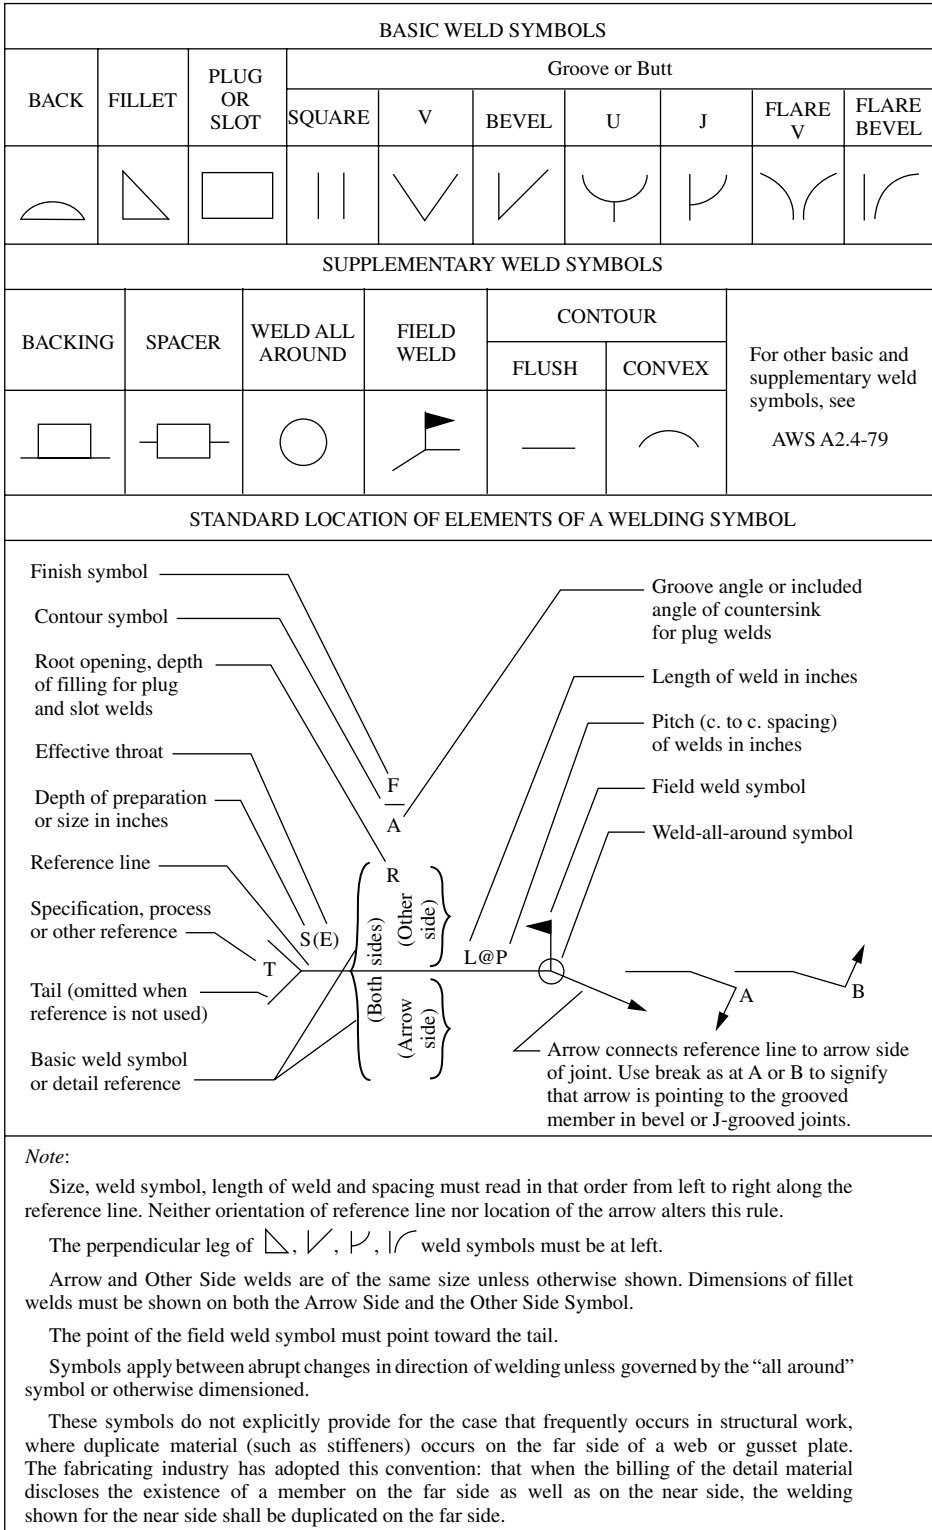 BASIC WELD SYMBOLS
BACK
FILLET
PLUG
OR
SLOT
Groove or Butt
SQUARE
V
BEVEL
U
J
FLARE
V
FLARE
BEVEL
SUPPLEMENTARY WELD SYMBOLS
BACKING
SPACER
WELD ALL
AROUND
FIELD
WELD
CONTOUR
FLUSH
CONVEX
For other basic and
supplementary weld
symbols, see
AWS A2.4-79
STANDARD LOCATION OF ELEMENTS OF A WELDING SYMBOL
Finish symbol
Contour symbol
Root opening, depth
of filling for plug
and slot welds
Effective throat
Depth of preparation
or size in inches
Reference line
Specification, process
or other reference
Tail (omitted when
reference is not used)
Basic weld symbol
or detail reference
F
A
R
S(E)
T
(Both sides)
(Other
side)
(Arrow
side)
L@P
Groove angle or included
angle of countersink
for plug welds
Length of weld in inches
Pitch (c. to c. spacing)
of welds in inches
Field weld symbol
Weld-all-around symbol
A
B
Arrow connects reference line to arrow side
of joint. Use break as at A or B to signify
that arrow is pointing to the grooved
member in bevel or J-grooved joints.
Note:
Size, weld symbol, length of weld and spacing must read in that order from left to right along the
reference line. Neither orientation of reference line nor location of the arrow alters this rule.
The perpendicular leg of , , , weld symbols must be at left.
Arrow and Other Side welds are of the same size unless otherwise shown. Dimensions of fillet
welds must be shown on both the Arrow Side and the Other Side Symbol.
The point of the field weld symbol must point toward the tail.
Symbols apply between abrupt changes in direction of welding unless governed by the “all around”
symbol or otherwise dimensioned.
These symbols do not explicitly provide for the case that frequently occurs in structural work,
where duplicate material (such as stiffeners) occurs on the far side of a web or gusset plate.
The fabricating industry has adopted this convention: that when the billing of the detail material
discloses the existence of a member on the far side as well as on the near side, the welding
shown for the near side shall be duplicated on the far side.